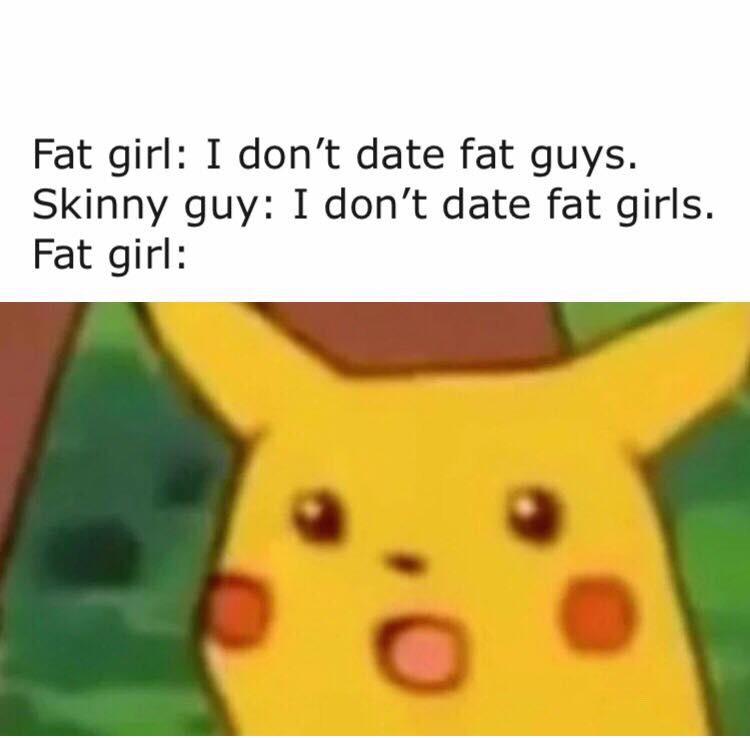 Fat girl: I don’t date fat guys.
Skinny guy: I don’t date fat girls.
Fat girl: